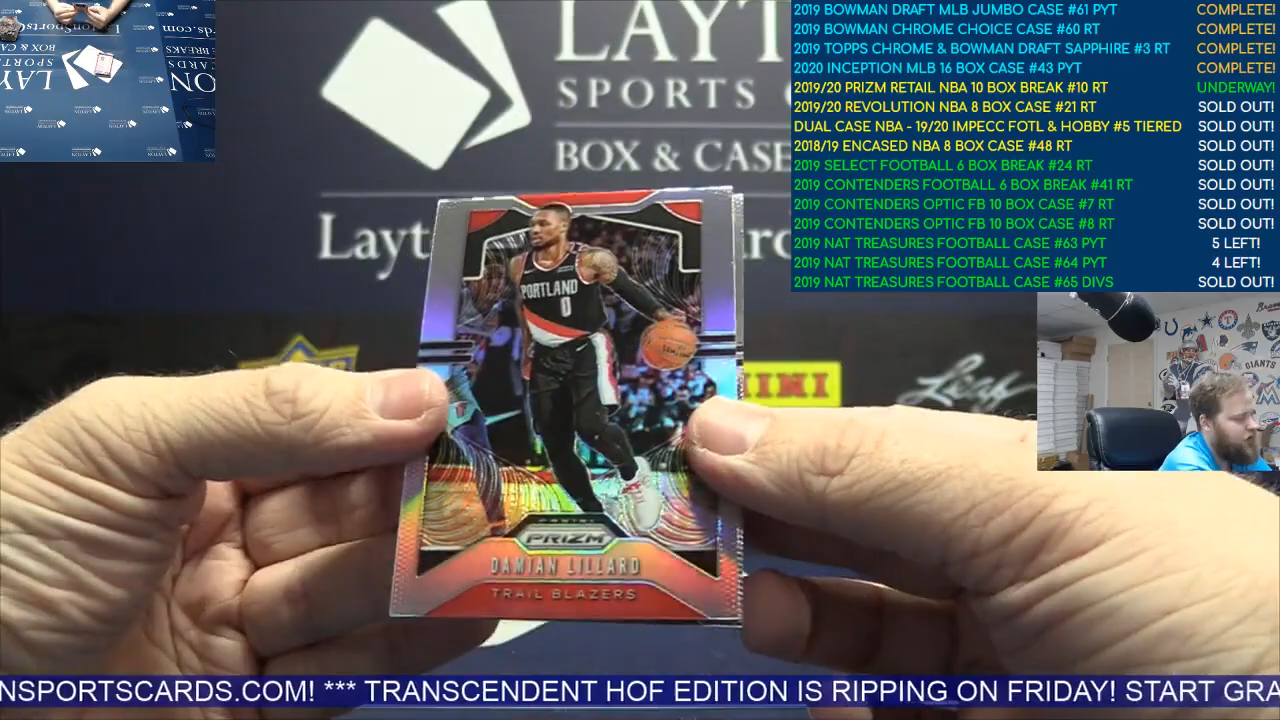 LAYT
SPORTS
BOX & CASE
Layt
2019 BOWMAN DRAFT MLB JUMBO CASE #61 PYT COMPLETE!
2019 BOWMAN CHROME CHOICE CASE #60 RT COMPLETE!
2019 TOPPS CHROME & BOWMAN DRAFT SAPPHIRE #3 RT COMPLETE!
2020 INCEPTION MLB 16 BOX CASE #43 PYT COMPLETE!
2019/20 PRIZM RETAIL NBA 10 BOX BREAK #10 RT UNDERWAY!
2019/20 REVOLUTION NBA 8 BOX CASE #21 RT SOLD OUT!
DUAL CASE NBA - 19/20 IMPECC FOTL & HOBBY #5 TIERED SOLD OUT!
2018/19 ENCASED NBA 8 BOX CASE #48 RT SOLD OUT!
2019 SELECT FOOTBALL 6 BOX BREAK #24 RT SOLD OUT!
2019 CONTENDERS FOOTBALL 6 BOX BREAK #41 RT SOLD OUT!
2019 CONTENDERS OPTIC FB 10 BOX CASE #7 RT SOLD OUT!
2019 CONTENDERS OPTIC FB 10 BOX CASE #8 RT SOLD OUT!
2019 NAT TREASURES FOOTBALL CASE #63 PYT 5 LEFT!
2019 NAT TREASURES FOOTBALL CASE #64 PYT 4 LEFT!
2019 NAT TREASURES FOOTBALL CASE #65 DIVS SOLD OUT!
PORTLAND
0
PANINI
PRIZM
DAMIAN LILLARD
TRAIL BLAZERS
INI
Leaf
GIANTS
NSPORTSCARDS.COM! *** TRANSCENDENT HOF EDITION IS RIPPING ON FRIDAY! START GRA